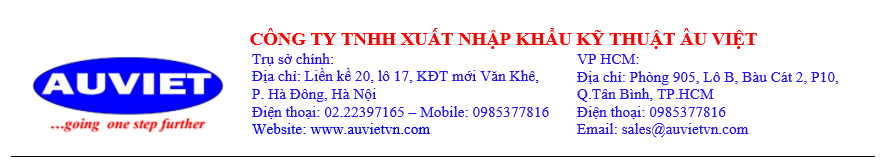 CÔNG TY TNHH XUẤT NHẬP KHẨU KỸ THUẬT ÂU VIỆT
AUVIET
...going one step further
Trụ sở chính:
Địa chỉ: Liền kề 20, lô 17, KĐT mới Văn Khê,
P. Hà Đông, Hà Nội
Điện thoại: 02.22397165 – Mobile: 0985377816
Website: www.auvietvn.com
VP HCM:
Địa chỉ: Phòng 905, Lô B, Bàu Cát 2, P10,
Q.Tân Bình, TP.HCM
Điện thoại: 0985377816
Email: sales@auvietvn.com